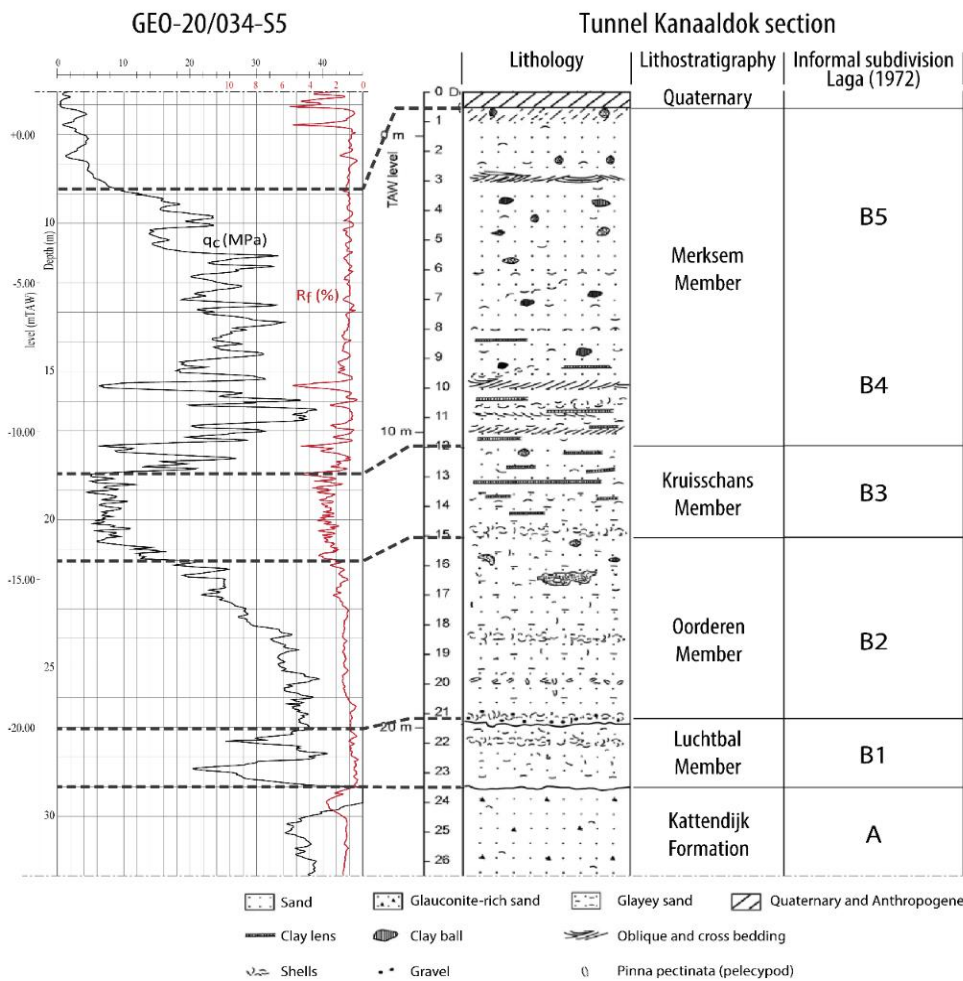 GEO-20/034-S5
Tunnel Kanaaldok section
Lithology
Lithostratigraphy
Informal subdivision
Laga (1972)
0 10 20 30
10 8 6 4 2 0
+0.00
10
-5.00
15
-10.00
20
-15.00
25
-20.00
30
40
Depth (m)
level (mTAW)
qc (MPa)
Rf (%)
TAW level
0 m
10 m
20 m
0
1
2
3
4
5
6
7
8
9
10
11
12
13
14
15
16
17
18
19
20
21
22
23
24
25
26
Quaternary
Merksem
Member
Kruisschans
Member
Oorderen
Member
Luchtbal
Member
Kattendijk
Formation
B5
B4
B3
B2
B1
A
Sand
Glauconite-rich sand
Glayey sand
Quaternary and Anthropogene
Clay lens
Clay ball
Oblique and cross bedding
Shells
Gravel
Pinna pectinata (pelecypod)